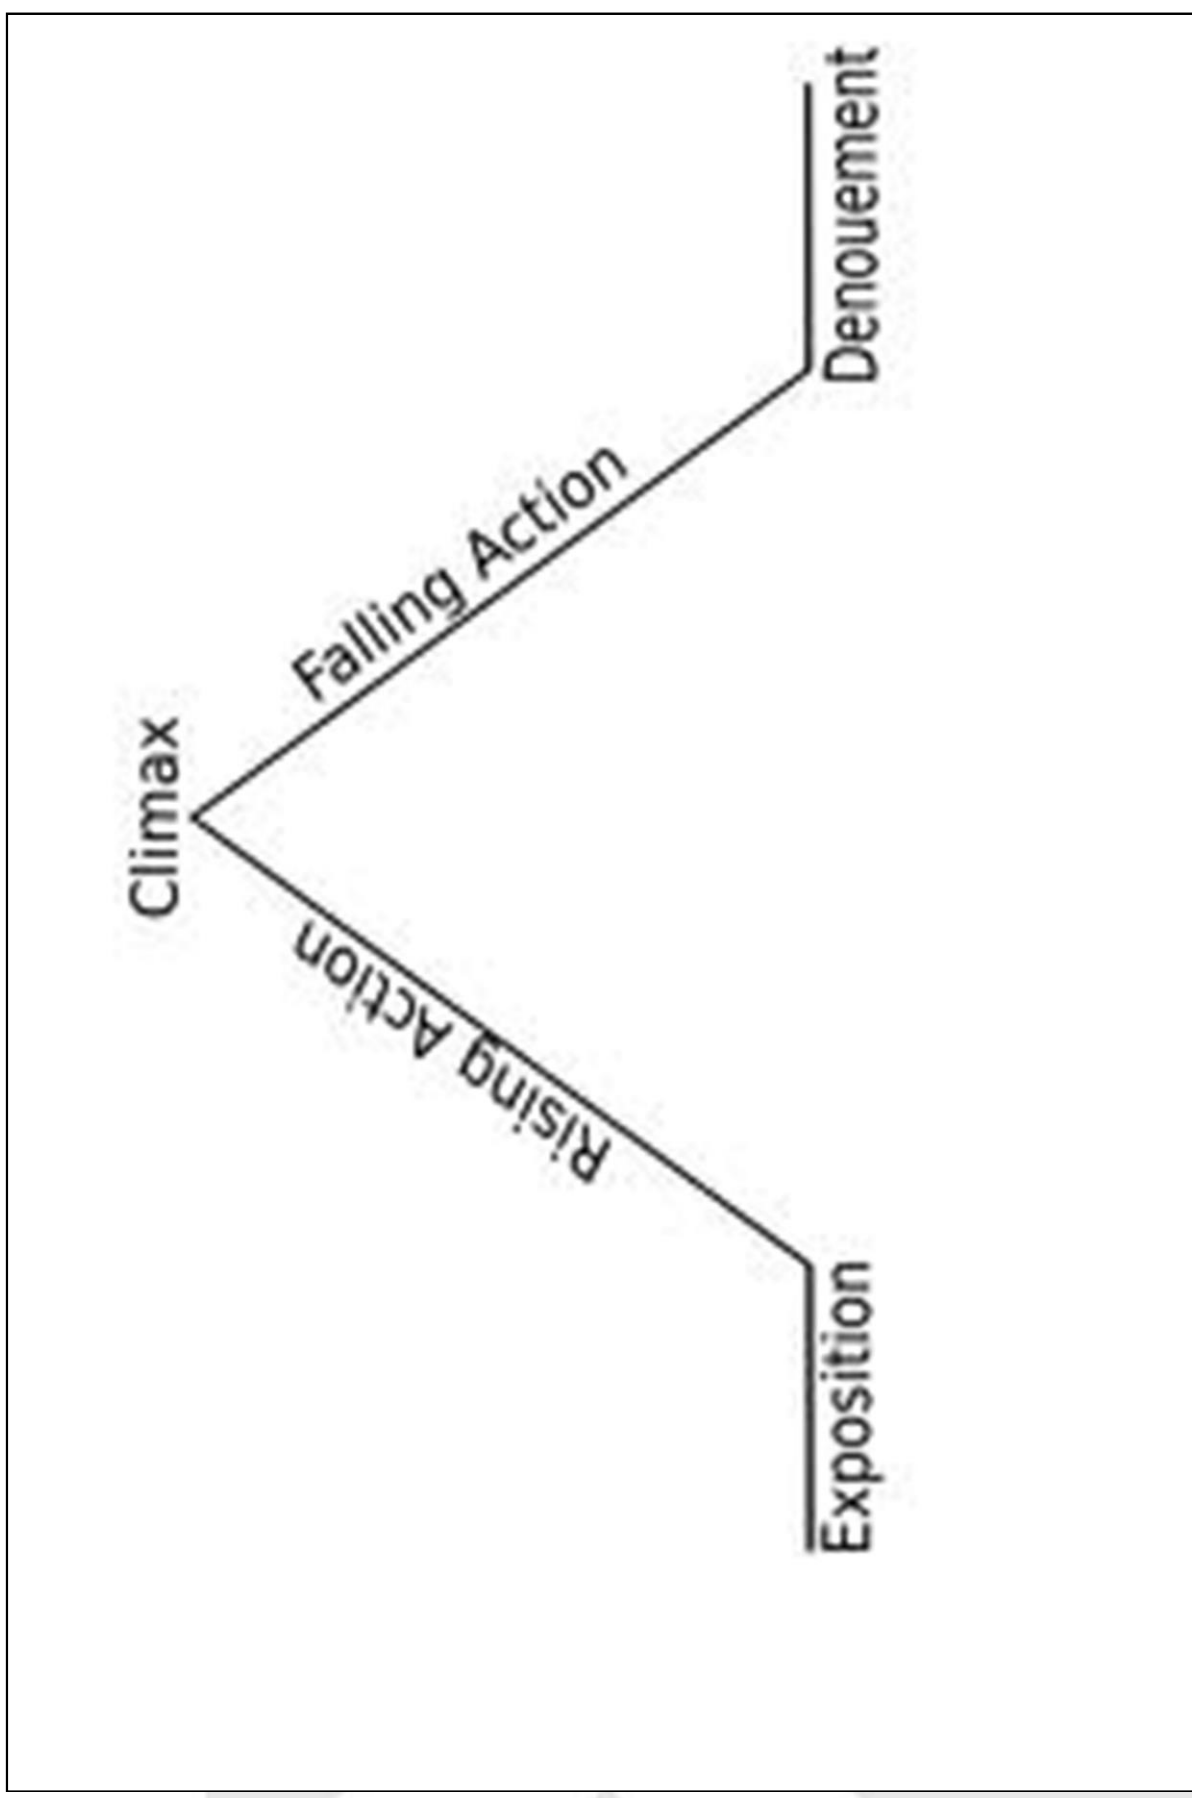 Climax
Rising Action
Falling Action
Exposition
Denouement